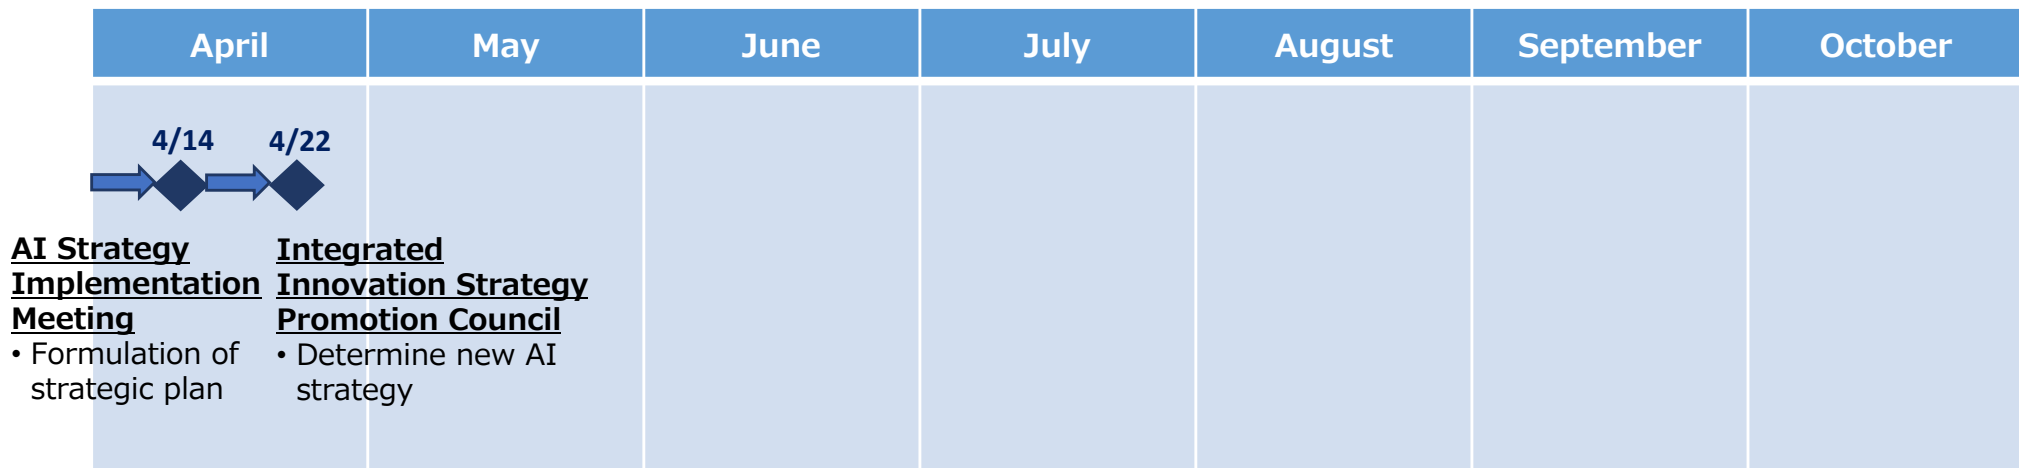 April May June July August September October
4/14 4/22
AI Strategy
Implementation
Meeting
• Formulation of
strategic plan
Integrated
Innovation Strategy
Promotion Council
• Determine new AI
strategy